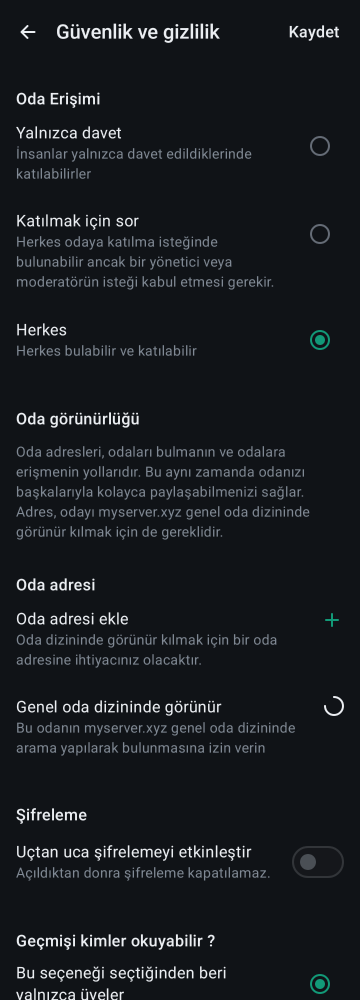 Güvenlik ve gizlilik
Kaydet
Oda Erişimi
Yalnızca davet
İnsanlar yalnızca davet edildiklerinde
katılabilirler
Katılmak için sor
Herkes odaya katılma isteğinde
bulunabilir ancak bir yönetici veya
moderatörün isteği kabul etmesi gerekir.
Herkes
Herkes bulabilir ve katılabilir
Oda görünürlüğü
Oda adresleri, odaları bulmanın ve odalara
erişmenin yollarıdır. Bu aynı zamanda odanızı
başkalarıyla kolayca paylaşabilmenizi sağlar.
Adres, odayı myserver.xyz genel oda dizininde
görünür kılmak için de gereklidir.
Oda adresi
Oda adresi ekle
Oda dizininde görünür kılmak için bir oda
adresine ihtiyacınız olacaktır.
Genel oda dizininde görünür
Bu odanın myserver.xyz genel oda dizininde
arama yapılarak bulunmasına izin verin
Şifreleme
Uçtan uca şifrelemeyi etkinleştir
Açıldıktan donra şifreleme kapatılamaz.
Geçmişi kimler okuyabilir ?
Bu seçeneği seçtiğinden beri
yalnızca üyeler